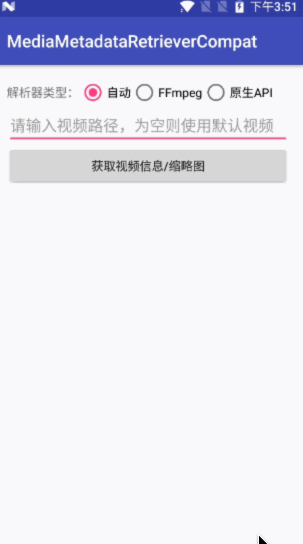 下午3:51
MediaMetadataRetrieverCompat
解析器类型： 自动 FFmpeg 原生API
请输入视频路径，为空则使用默认视频
获取视频信息/缩略图